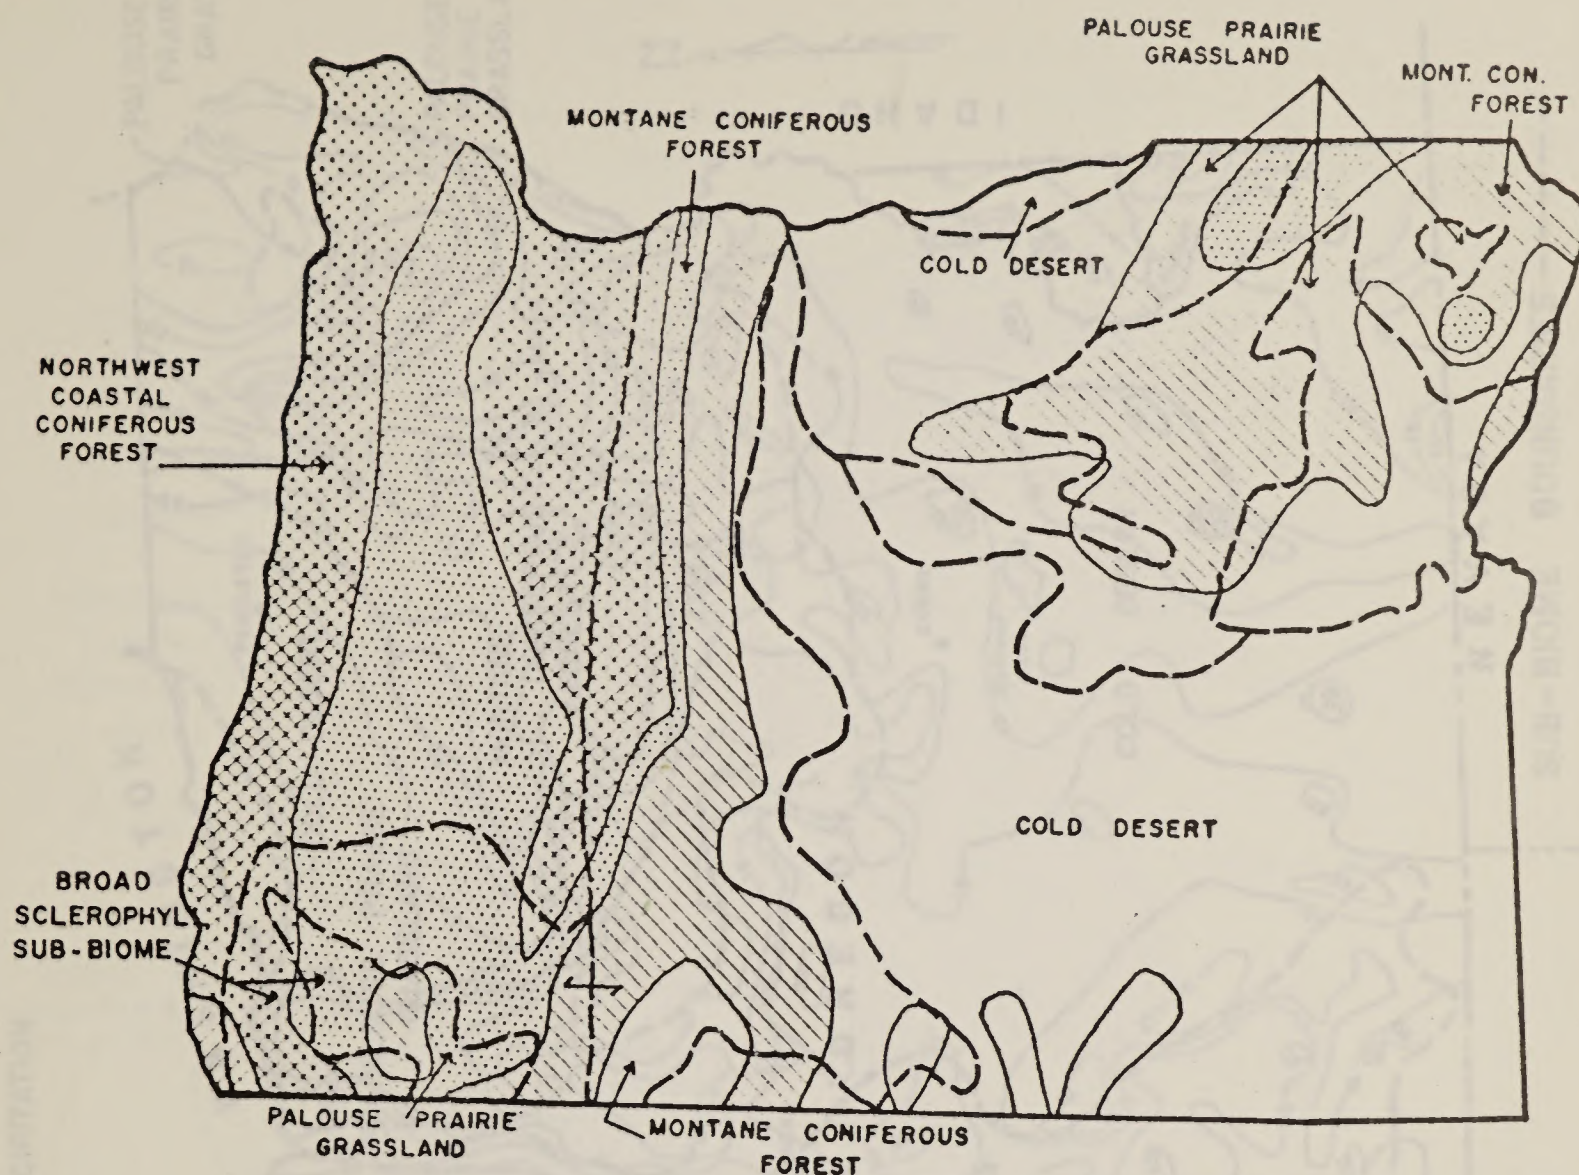 PALOUSE PRAIRIE
GRASSLAND
MONT. CON.
FOREST
MONTANE CONIFEROUS
FOREST
COLD DESERT
NORTHWEST
COASTAL
CONIFEROUS
FOREST
COLD DESERT
BROAD
SCLEROPHYL
SUB-BIOME
PALOUSE PRAIRIE
GRASSLAND
MONTANE CONIFEROUS
FOREST